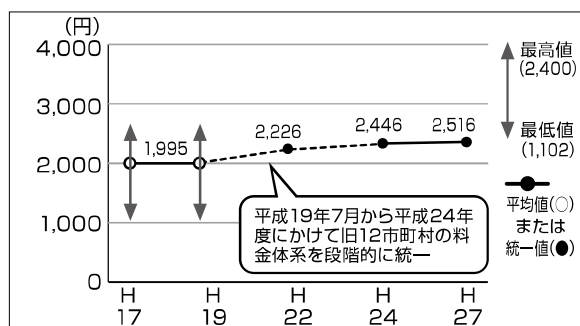 (円)
4,000
3,000
2,000
1,000
0
1,995
2,226
2,446
2,516
平成19年7月から平成24年
度にかけて旧12市町村の料
金体系を段階的に統一
H
17
H
19
H
22
H
24
H
27
最高値
(2,400)
最低値
(1,102)
平均値(○)
または
統一値(●)